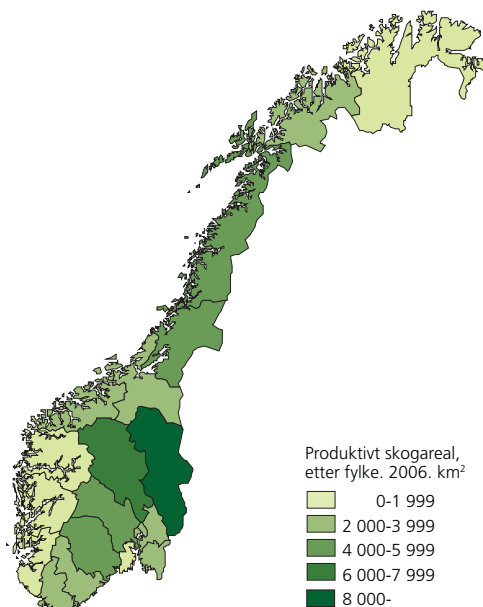 Produktivt skogareal,
etter fylke. 2006. km²
0-1 999
2 000-3 999
4 000-5 999
6 000-7 999
8 000-